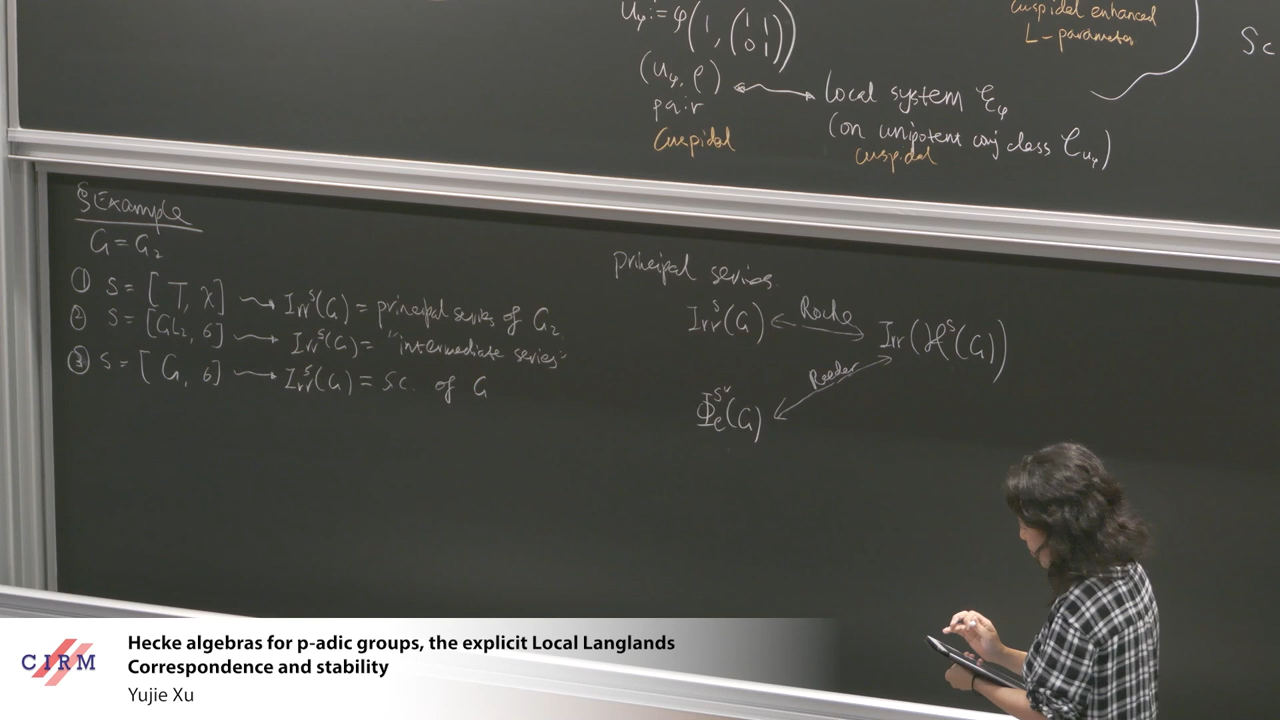 u_φ := φ(1, (1 1 0 1))
(u_φ, ρ) ⟷ local system ℰ_φ
pair
(on unipotent conj class 𝒞_{u_φ})
cuspidal
cuspidal
cuspidal enhanced
L-parameter
Sc
§Example
G = G₂
① s = [T, χ] ⇝ Irr^s(G) = principal series of G₂
② s = [GL₂, σ] ⇝ Irr^s(G) = "intermediate series"
③ s = [G, σ] ⇝ Irr^s(G) = sc. of G
principal series
Irr^s(G) ⟷ Roche Irr(ℋ^s(G))
Reeder
Φ_e^{s^∨}(G)
CIRM
Hecke algebras for p-adic groups, the explicit Local Langlands
Correspondence and stability
Yujie Xu